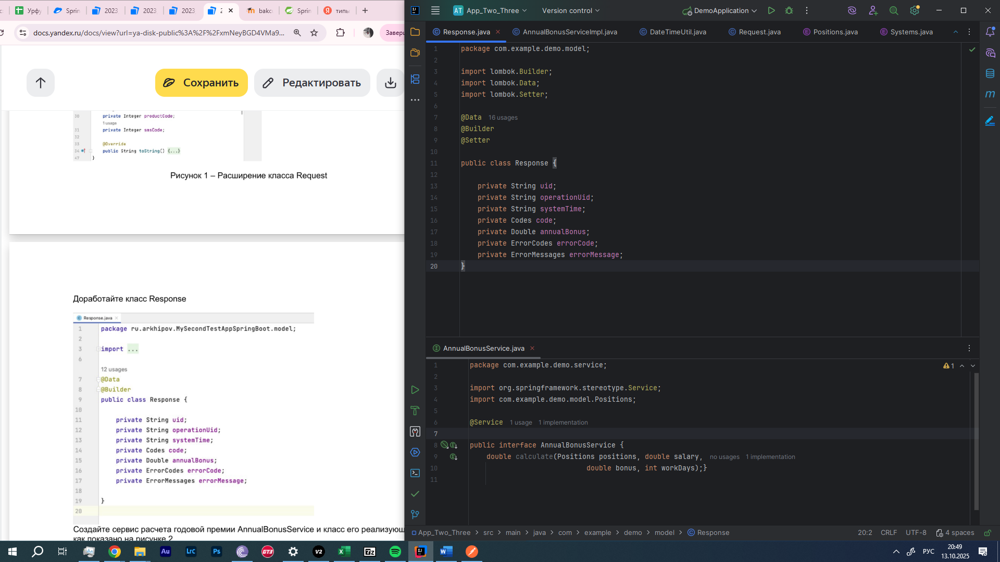 Урфу
Sprin
2023
2023
2023
2
bakc
Sprin
типы
docs.yandex.ru/docs/view?url=ya-disk-public%3A%2F%2FxmNeyBGD4VMa9...
Сохранить
Редактировать
30 private Integer productCode;
1 usage
31 private Integer smsCode;
32
33 @Override
34 public String toString() {...}
47 }
Рисунок 1 – Расширение класса Request
Доработайте класс Response
Response.java
1 package ru.arkhipov.MySecondTestAppSpringBoot.model;
2
3 import ...
6
12 usages
7 @Data
8 @Builder
9 public class Response {
10
11 private String uid;
12 private String operationUid;
13 private String systemTime;
14 private Codes code;
15 private Double annualBonus;
16 private ErrorCodes errorCode;
17 private ErrorMessages errorMessage;
18
19 }
20
Создайте сервис расчета годовой премии AnnualBonusService и класс его реализующ
как показано на рисунке 2
AT App_Two_Three Version control DemoApplication
Response.java AnnualBonusServiceImpl.java DateTimeUtil.java Request.java Positions.java Systems.java
1 package com.example.demo.model;
2
3 import lombok.Builder;
4 import lombok.Data;
5 import lombok.Setter;
6
7 @Data 16 usages
8 @Builder
9 @Setter
10
11 public class Response {
12
13 private String uid;
14 private String operationUid;
15 private String systemTime;
16 private Codes code;
17 private Double annualBonus;
18 private ErrorCodes errorCode;
19 private ErrorMessages errorMessage;
20 }
AnnualBonusService.java
1 package com.example.demo.service;
2
3 import org.springframework.stereotype.Service;
4 import com.example.demo.model.Positions;
5
6 @Service 1 usage 1 implementation
7
8 public interface AnnualBonusService {
9 double calculate(Positions positions, double salary, no usages 1 implementation
10 double bonus, int workDays);}
11
1
App_Two_Three > src > main > java > com > example > demo > model > Response
20:2 CRLF UTF-8 4 spaces
Au
Lrc
Ps
GT3
V2
7z
РУС
20:49
13.10.2025